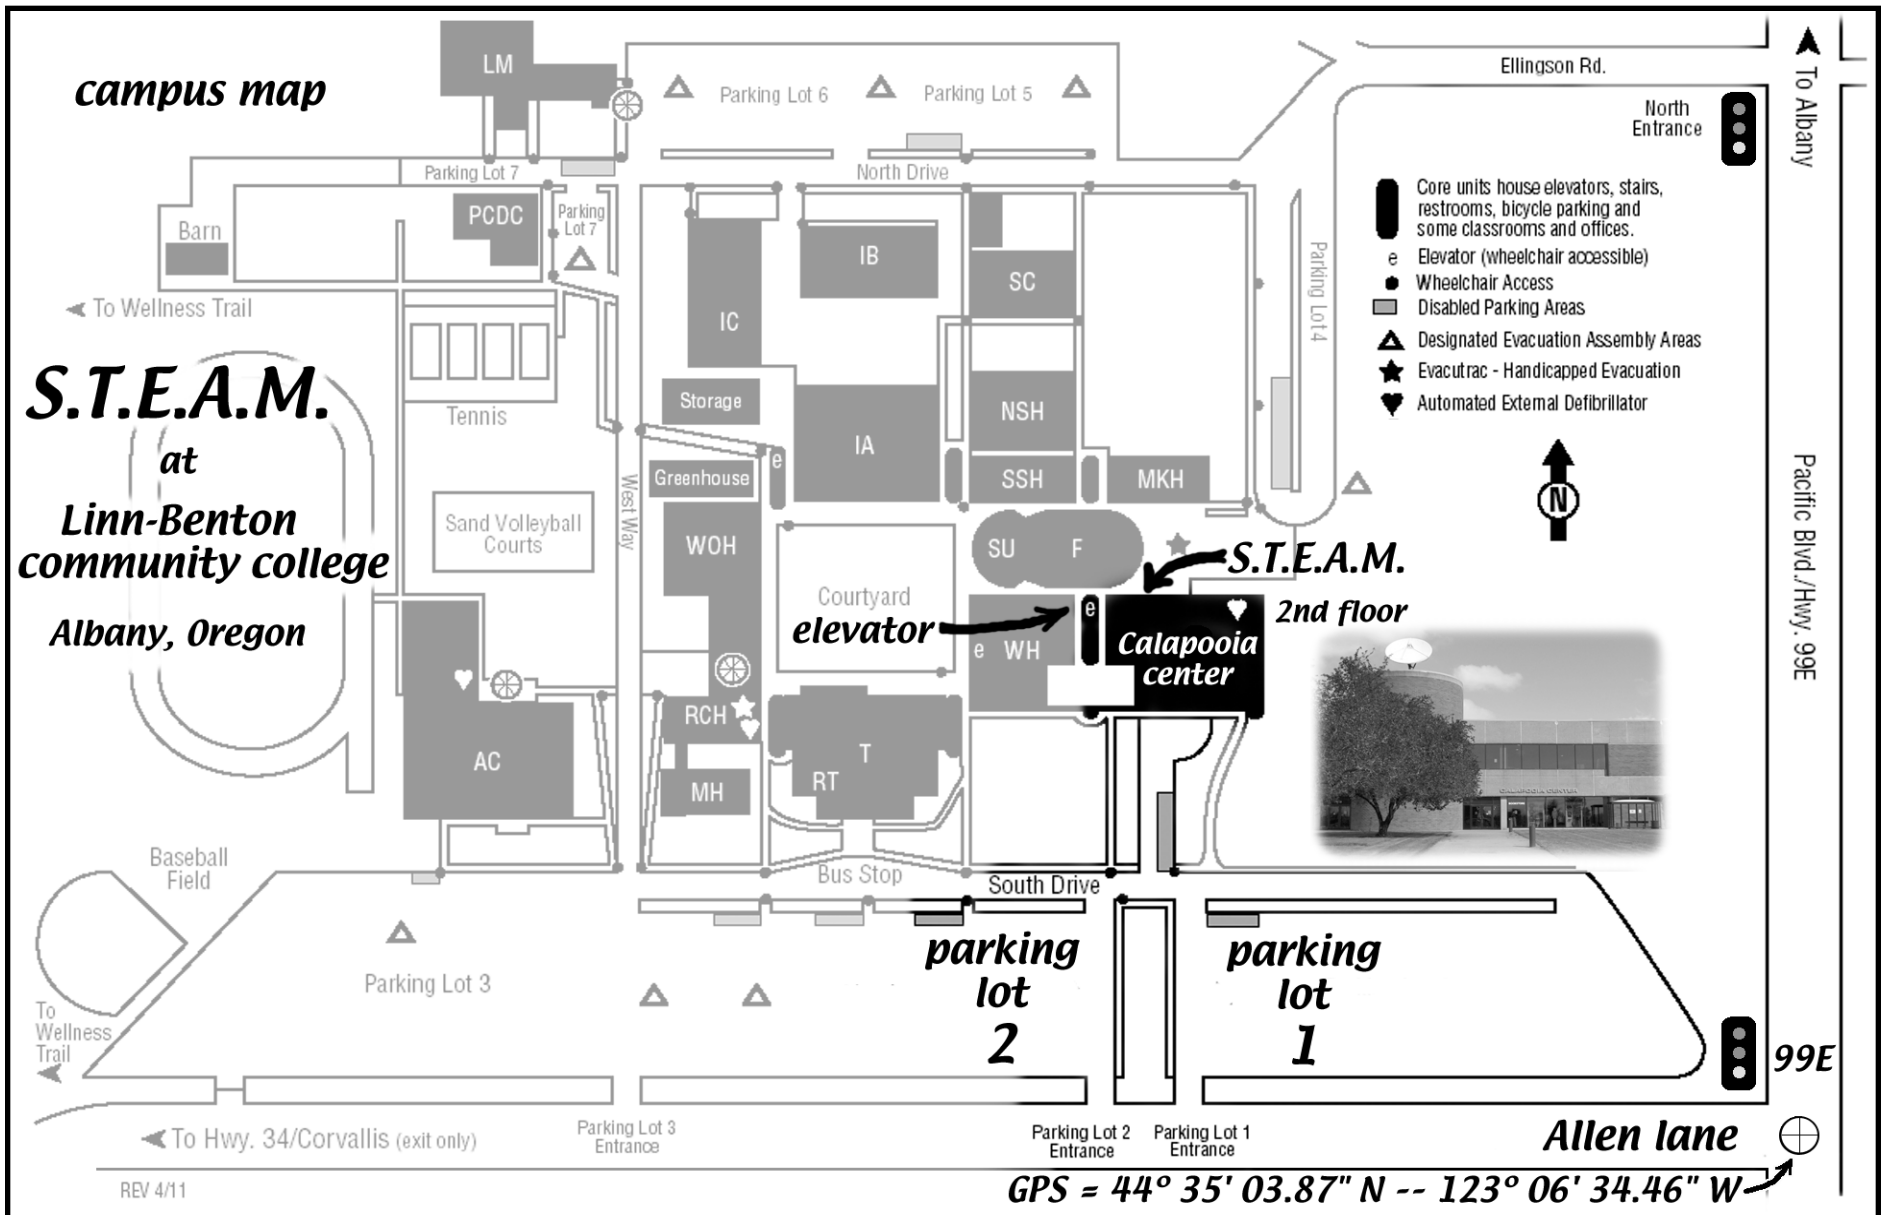 campus map
LM
Parking Lot 6
Parking Lot 5
Ellingson Rd.
To Albany
North
Entrance
Parking Lot 7
North Drive
PCDC
Parking
Lot 7
Barn
To Wellness Trail
IB
SC
IC
Parking Lot 4
Core units house elevators, stairs,
restrooms, bicycle parking and
some classrooms and offices.
e Elevator (wheelchair accessible)
Wheelchair Access
Disabled Parking Areas
Designated Evacuation Assembly Areas
Evacutrac - Handicapped Evacuation
Automated External Defibrillator
N
Pacific Blvd./Hwy. 99E
S.T.E.A.M.
at
Linn-Benton
community college
Albany, Oregon
Tennis
Storage
IA
NSH
e
Greenhouse
SSH
MKH
West Way
Sand Volleyball
Courts
WOH
SU
F
S.T.E.A.M.
2nd floor
Courtyard
elevator
e
e
WH
Calapooia
center
CALAPOOIA CENTER
RCH
AC
T
RT
MH
Baseball
Field
Bus Stop
South Drive
parking
lot
2
parking
lot
1
Parking Lot 3
To
Wellness
Trail
99E
To Hwy. 34/Corvallis (exit only)
Parking Lot 3
Entrance
Parking Lot 2
Entrance
Parking Lot 1
Entrance
Allen lane
REV 4/11
GPS = 44° 35' 03.87" N -- 123° 06' 34.46" W